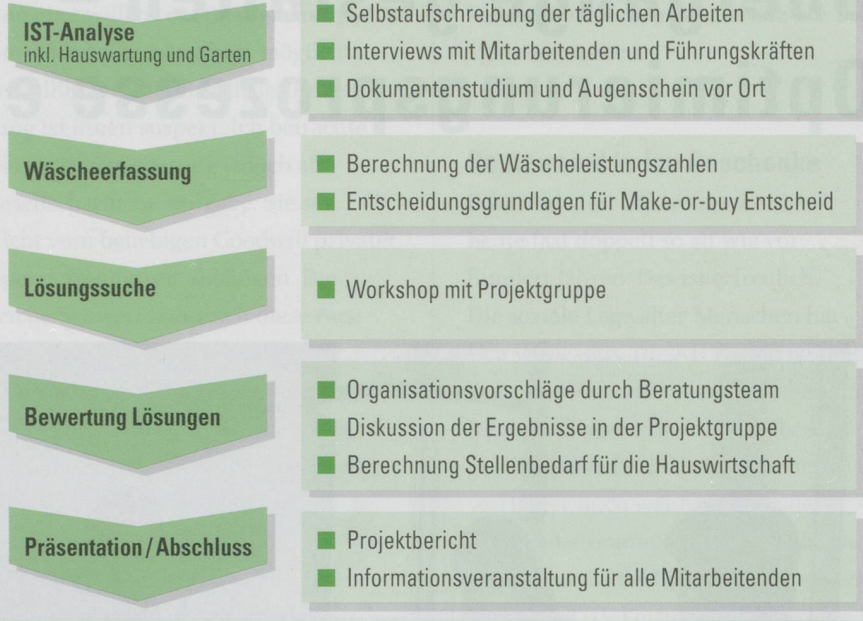 IST-Analyse
inkl. Hauswartung und Garten
Selbstaufschreibung der täglichen Arbeiten
Interviews mit Mitarbeitenden und Führungskräften
Dokumentenstudium und Augenschein vor Ort
Wäscheerfassung
Berechnung der Wäscheleistungszahlen
Entscheidungsgrundlagen für Make-or-buy Entscheid
Lösungssuche
Workshop mit Projektgruppe
Bewertung Lösungen
Organisationsvorschläge durch Beratungsteam
Diskussion der Ergebnisse in der Projektgruppe
Berechnung Stellenbedarf für die Hauswirtschaft
Präsentation / Abschluss
Projektbericht
Informationsveranstaltung für alle Mitarbeitenden